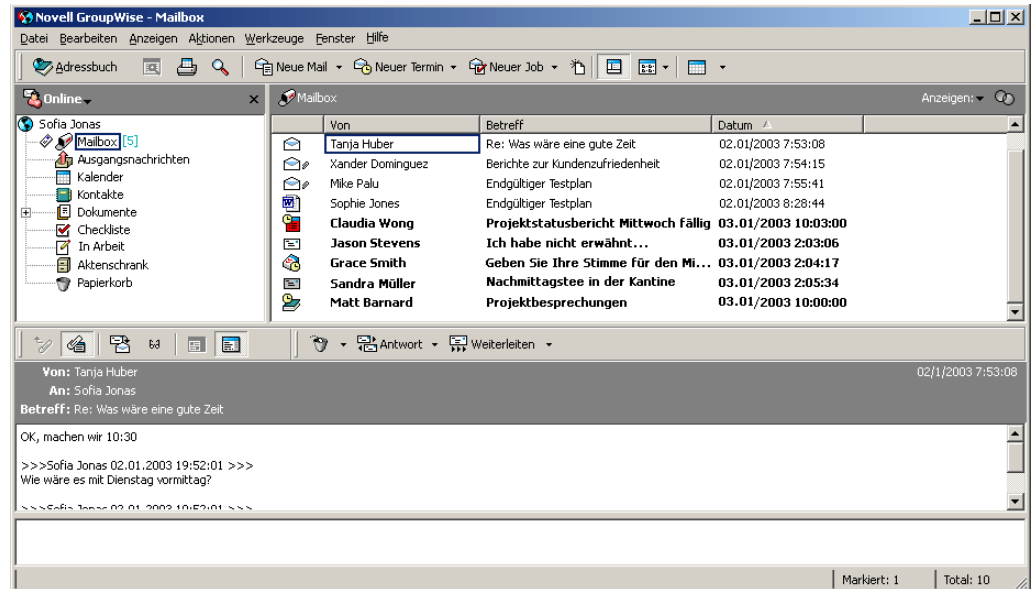 Novell GroupWise - Mailbox
Datei Bearbeiten Anzeigen Aktionen Werkzeuge Fenster Hilfe
Adressbuch Neue Mail Neuer Termin Neuer Job
Online
Mailbox Anzeigen:
Sofia Jonas
Mailbox [5]
Ausgangsnachrichten
Kalender
Kontakte
Dokumente
Checkliste
In Arbeit
Aktenschrank
Papierkorb
Von Betreff Datum
Tanja Huber Re: Was wäre eine gute Zeit 02.01/2003 7:53:08
Xander Dominguez Berichte zur Kundenzufriedenheit 02.01/2003 7:54:15
Mike Palu Endgültiger Testplan 02.01/2003 7:55:41
Sophie Jones Endgültiger Testplan 02.01/2003 8:28:44
Claudia Wong Projektstatusbericht Mittwoch fällig 03.01/2003 10:03:00
Jason Stevens Ich habe nicht erwähnt... 03.01/2003 2:03:06
Grace Smith Geben Sie Ihre Stimme für den Mi... 03.01/2003 2:04:17
Sandra Müller Nachmittagstee in der Kantine 03.01/2003 2:05:34
Matt Barnard Projektbesprechungen 03.01/2003 10:00:00
Antwort Weiterleiten
Von: Tanja Huber 02/1/2003 7:53:08
An: Sofia Jonas
Betreff: Re: Was wäre eine gute Zeit
OK, machen wir 10:30
>>>Sofia Jonas 02.01.2003 19:52:01 >>>
Wie wäre es mit Dienstag vormittag?
>>>Sofia Jonas 02.01.2003 19:52:01 >>>
Markiert: 1 Total: 10